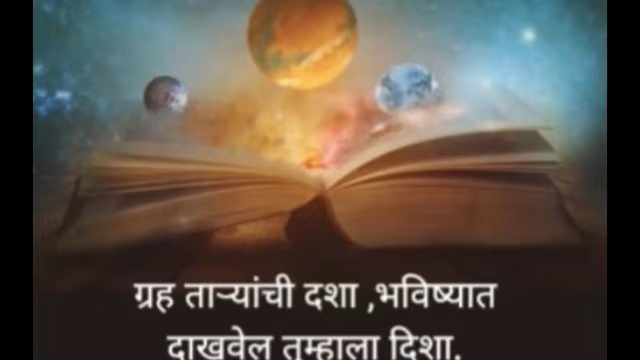 ग्रह ताऱ्यांची दशा ,भविष्यात
दाखवेल तुम्हाला दिशा.